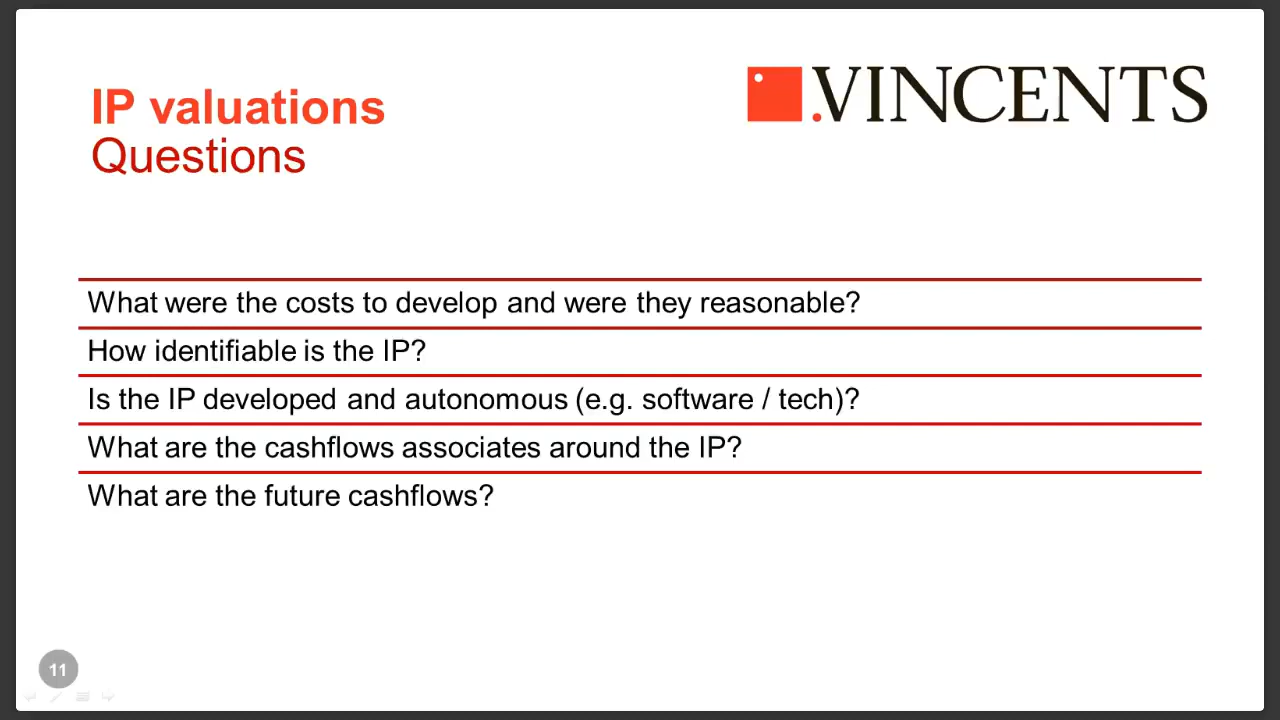 IP valuations
Questions
.VINCENTS
What were the costs to develop and were they reasonable?
How identifiable is the IP?
Is the IP developed and autonomous (e.g. software / tech)?
What are the cashflows associates around the IP?
What are the future cashflows?
11